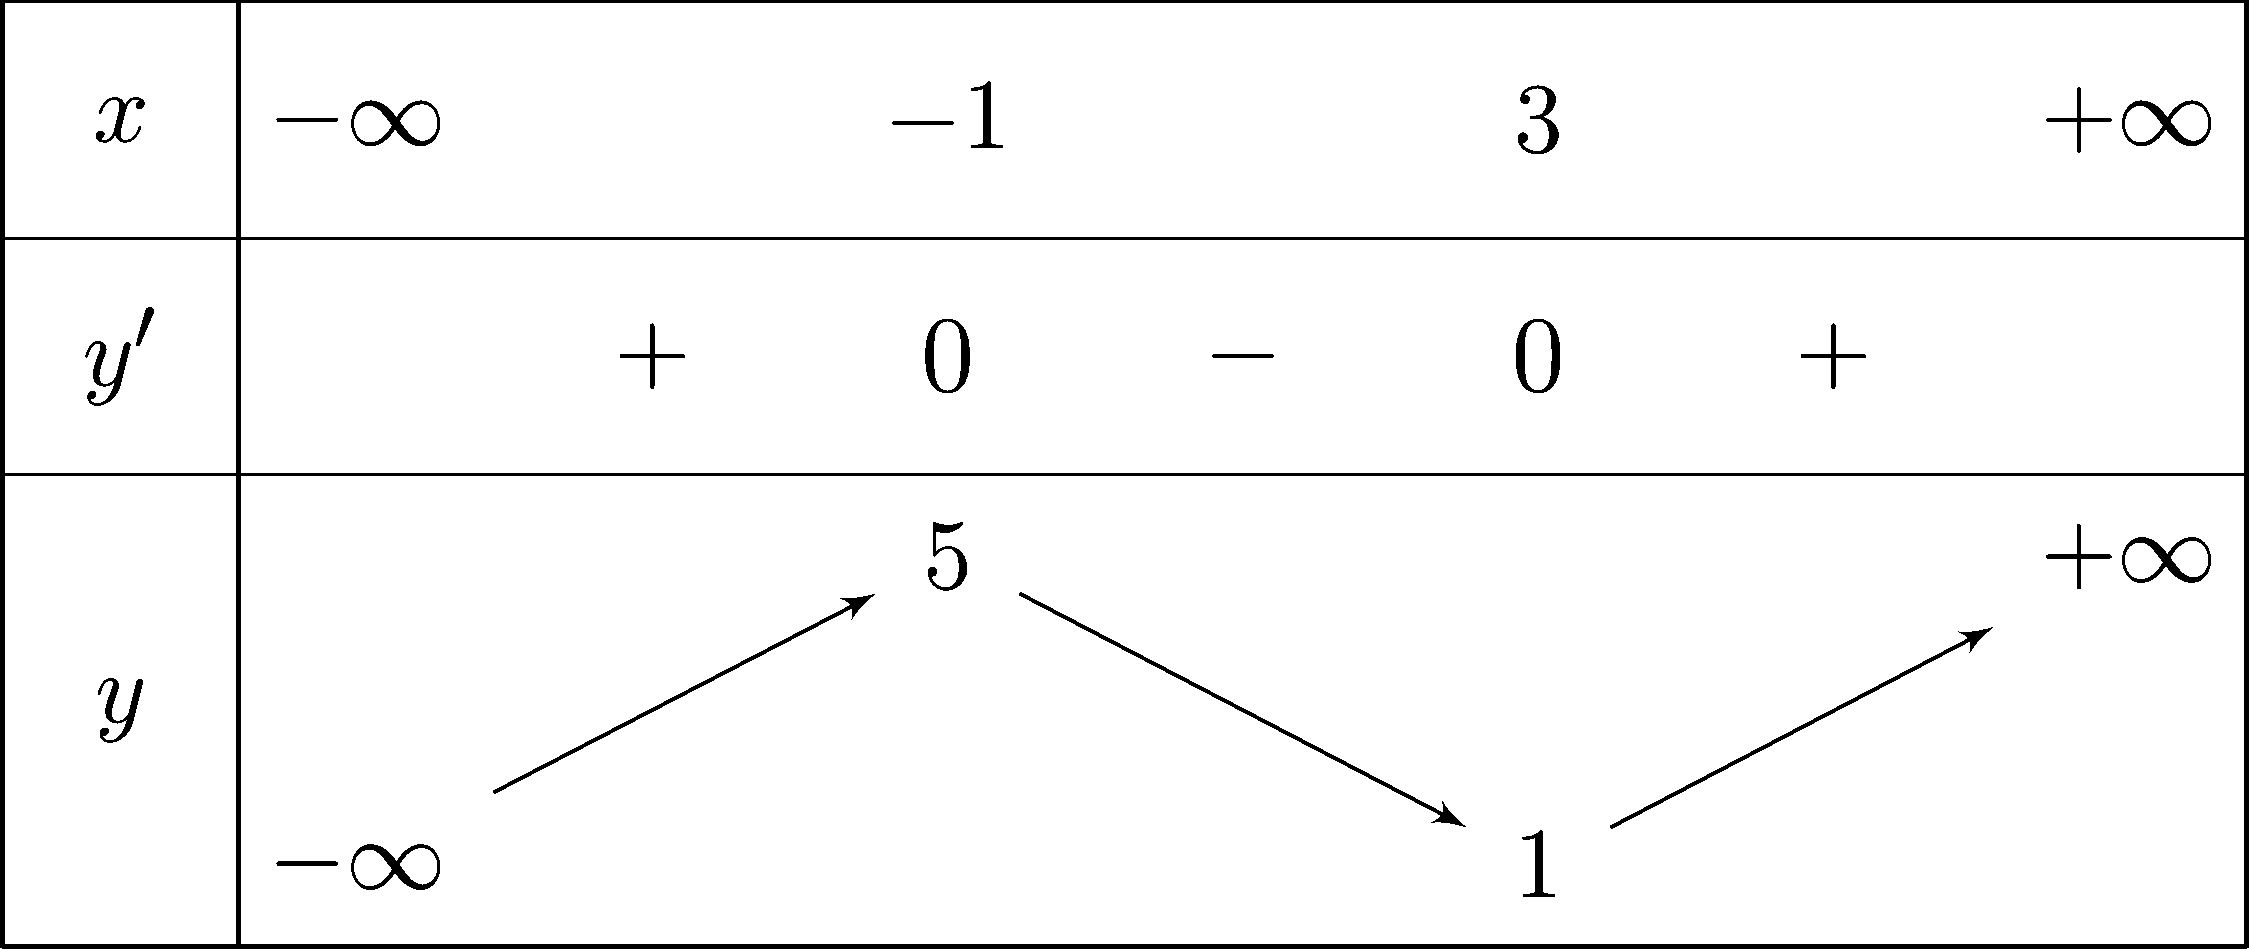 x −∞ −1 3 +∞
y′ + 0 − 0 +
5 +∞
y
−∞ 1